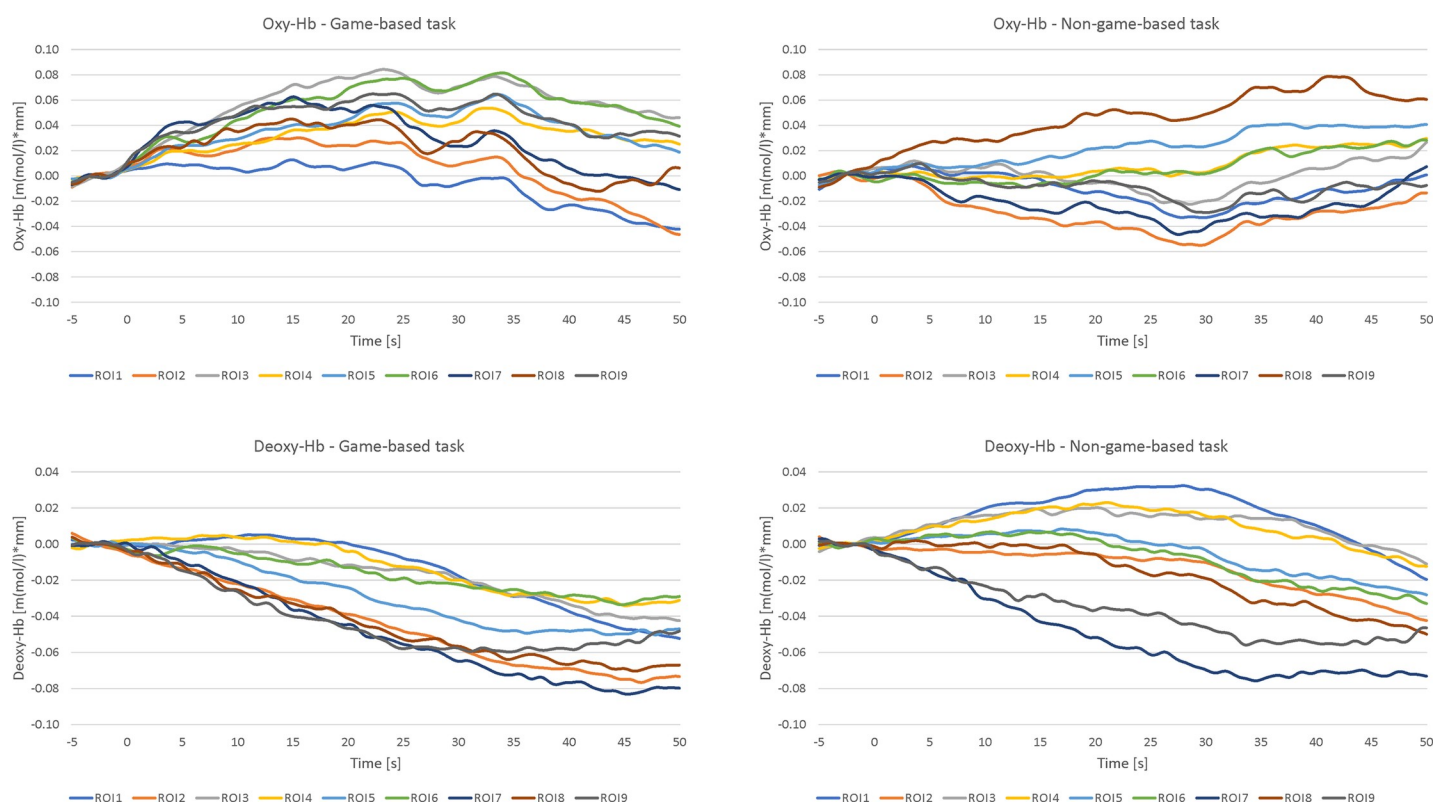 Oxy-Hb - Game-based task
Oxy-Hb [m(mol/l)*mm]
0.10
0.08
0.06
0.04
0.02
0.00
-0.02
-0.04
-0.06
-0.08
-0.10
-5 0 5 10 15 20 25 30 35 40 45 50
Time [s]
ROI1 ROI2 ROI3 ROI4 ROI5 ROI6 ROI7 ROI8 ROI9
Oxy-Hb - Non-game-based task
Oxy-Hb [m(mol/l)*mm]
0.10
0.08
0.06
0.04
0.02
0.00
-0.02
-0.04
-0.06
-0.08
-0.10
-5 0 5 10 15 20 25 30 35 40 45 50
Time [s]
ROI1 ROI2 ROI3 ROI4 ROI5 ROI6 ROI7 ROI8 ROI9
Deoxy-Hb - Game-based task
Deoxy-Hb [m(mol/l)*mm]
0.04
0.02
0.00
-0.02
-0.04
-0.06
-0.08
-0.10
-5 0 5 10 15 20 25 30 35 40 45 50
Time [s]
ROI1 ROI2 ROI3 ROI4 ROI5 ROI6 ROI7 ROI8 ROI9
Deoxy-Hb - Non-game-based task
Deoxy-Hb [m(mol/l)*mm]
0.04
0.02
0.00
-0.02
-0.04
-0.06
-0.08
-0.10
-5 0 5 10 15 20 25 30 35 40 45 50
Time [s]
ROI1 ROI2 ROI3 ROI4 ROI5 ROI6 ROI7 ROI8 ROI9